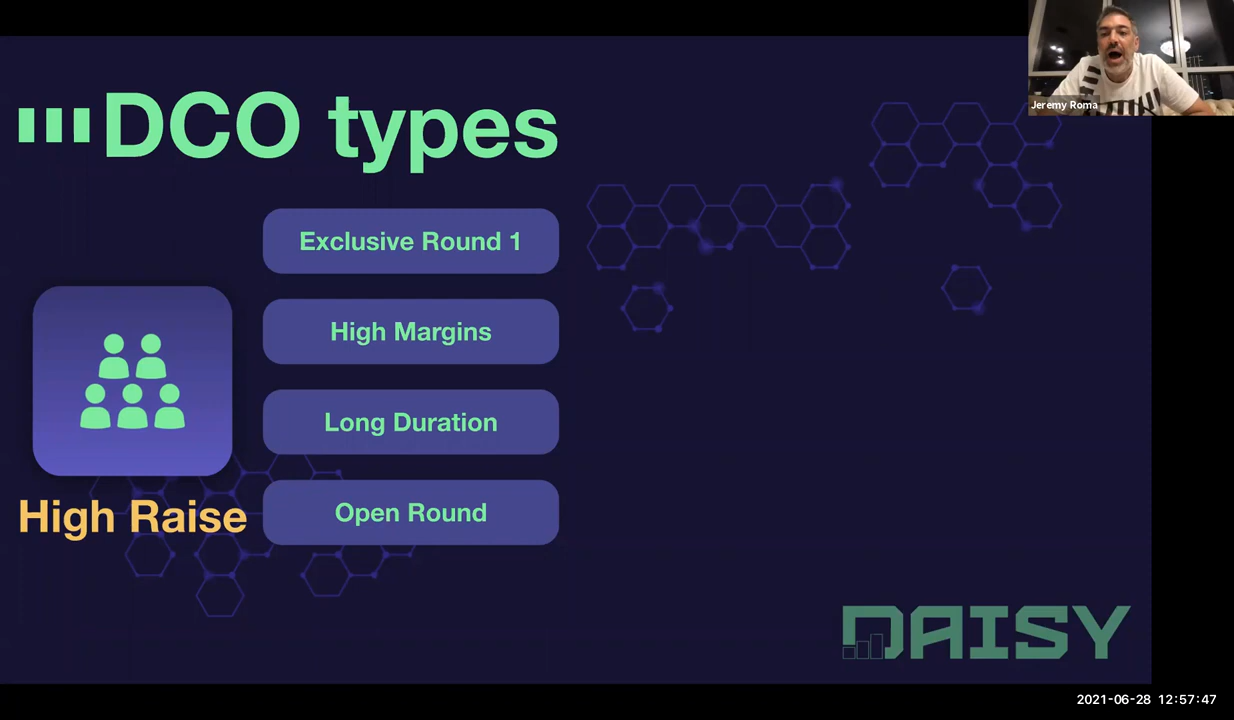 DCO types
Exclusive Round 1
High Margins
Long Duration
Open Round
High Raise
DAISY
Jeremy Roma
2021-06-28 12:57:47